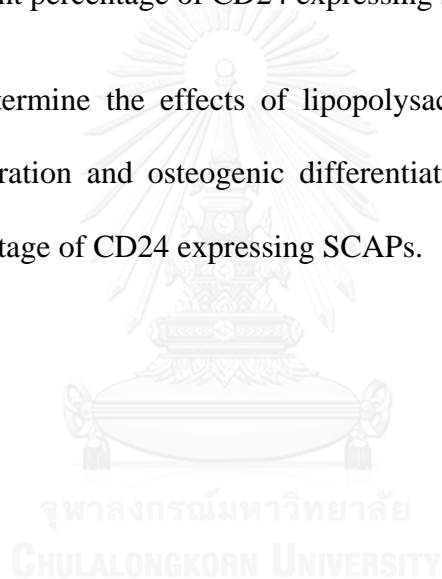 nt percentage of CD24 expressing
termine the effects of lipopolysac
ration and osteogenic differentiat
tage of CD24 expressing SCAPs.
จุฬาลงกรณ์มหาวิทยาลัย
CHULALONGKORN UNIVERSITY